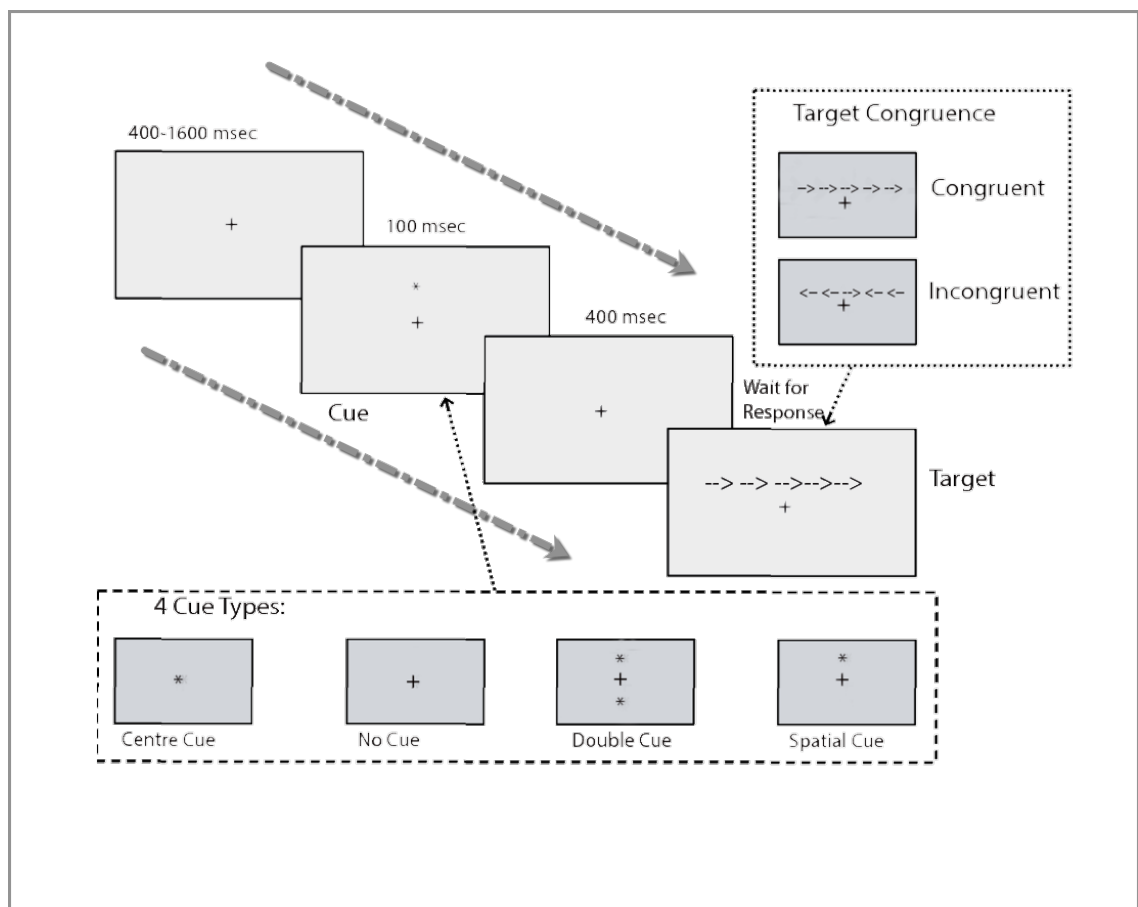 400-1600 msec
+
100 msec
*
+
Cue
400 msec
+
Wait for
Response
--> --> -->-->-->
+
Target
Target Congruence
-> -->--> --> -->
+
Congruent
<-- <-- --> <-- <--
+
Incongruent
4 Cue Types:
*
Centre Cue
+
No Cue
*
+
*
Double Cue
*
+
Spatial Cue